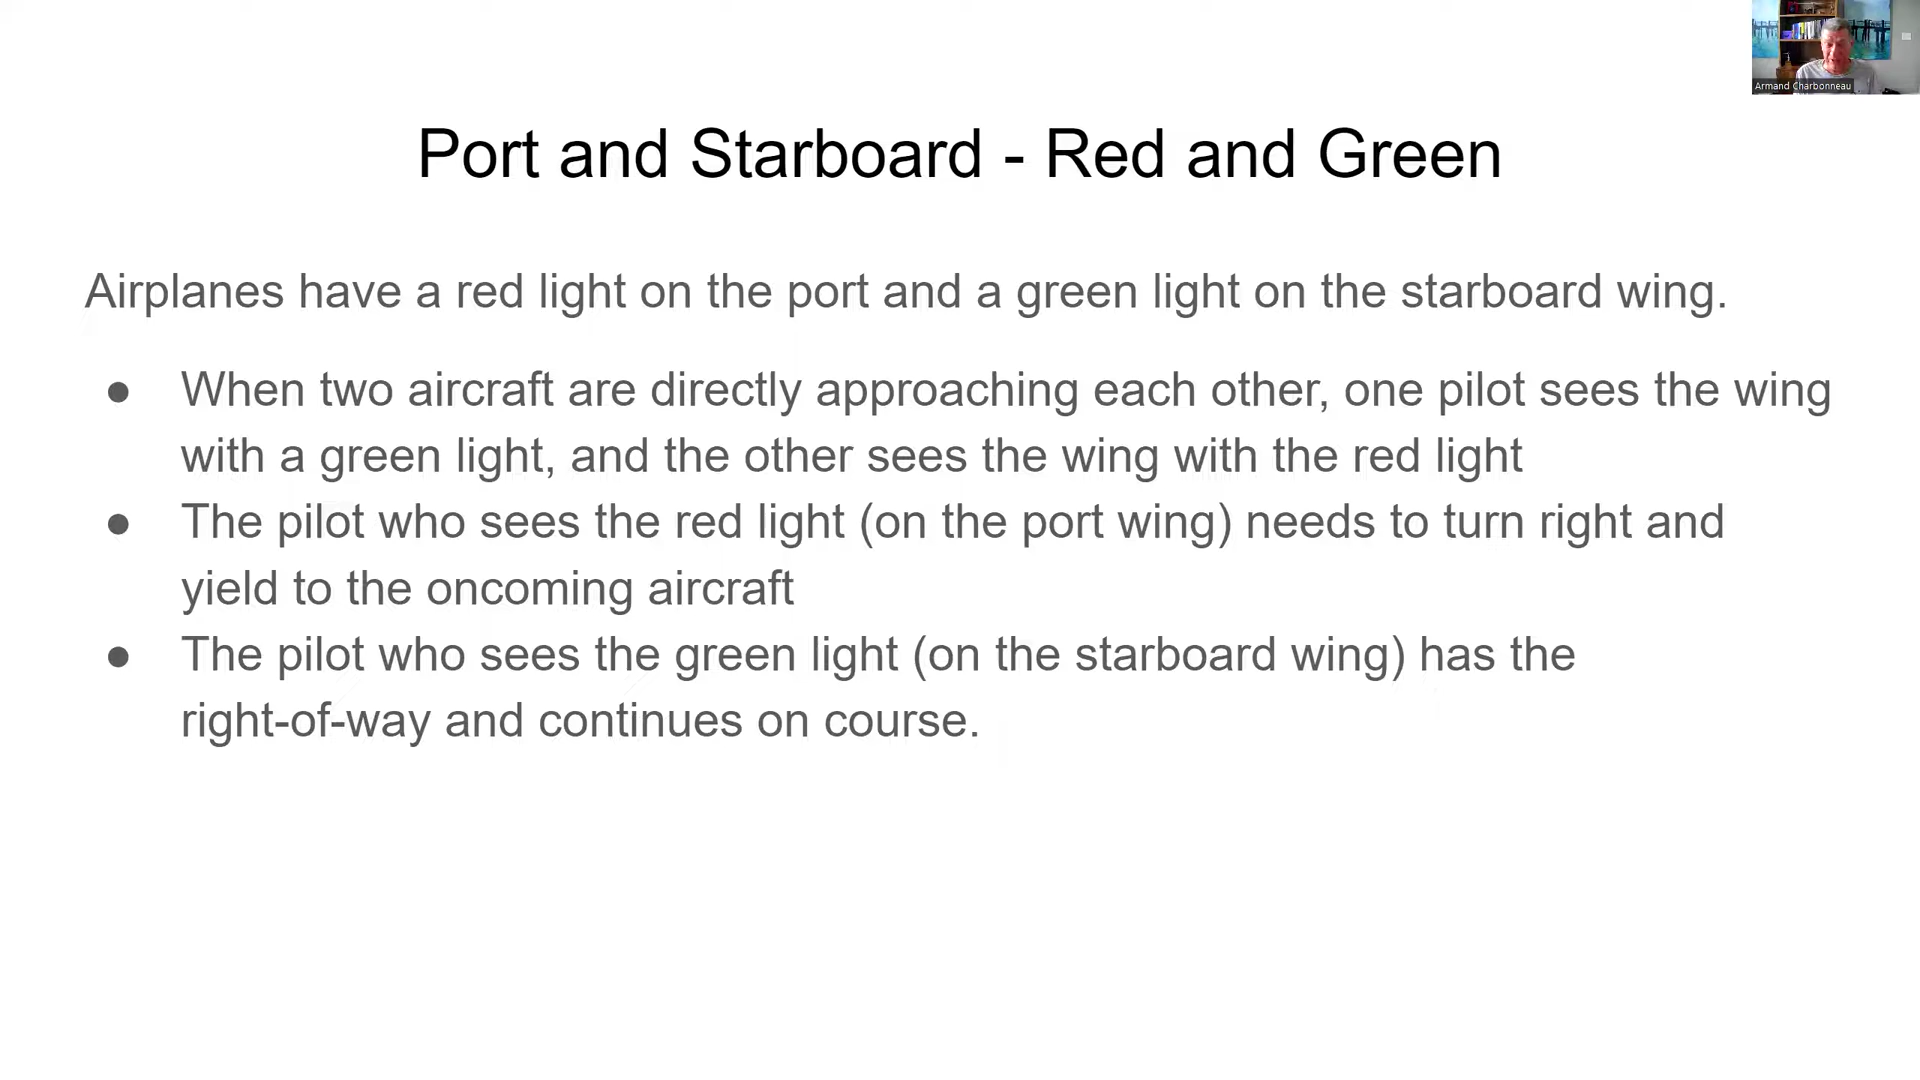 Armand Charbonneau
Port and Starboard - Red and Green
Airplanes have a red light on the port and a green light on the starboard wing.
● When two aircraft are directly approaching each other, one pilot sees the wing
with a green light, and the other sees the wing with the red light
● The pilot who sees the red light (on the port wing) needs to turn right and
yield to the oncoming aircraft
● The pilot who sees the green light (on the starboard wing) has the
right-of-way and continues on course.